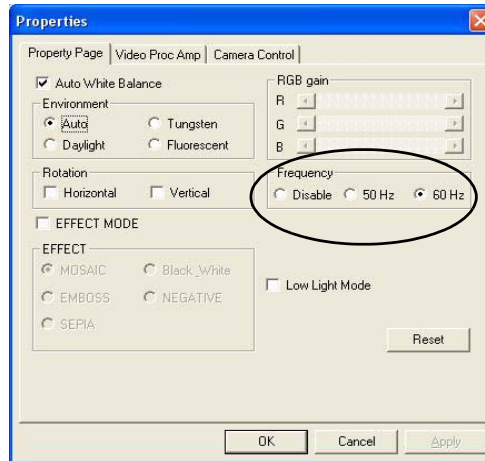 Properties
Property Page Video Proc Amp Camera Control
Auto White Balance
Environment
Auto Tungsten
Daylight Fluorescent
RGB gain
R
G
B
Rotation
Horizontal Vertical
Frequency
Disable 50 Hz 60 Hz
EFFECT MODE
EFFECT
MOSAIC Black_White
EMBOSS NEGATIVE
SEPIA
Low Light Mode
Reset
OK Cancel Apply